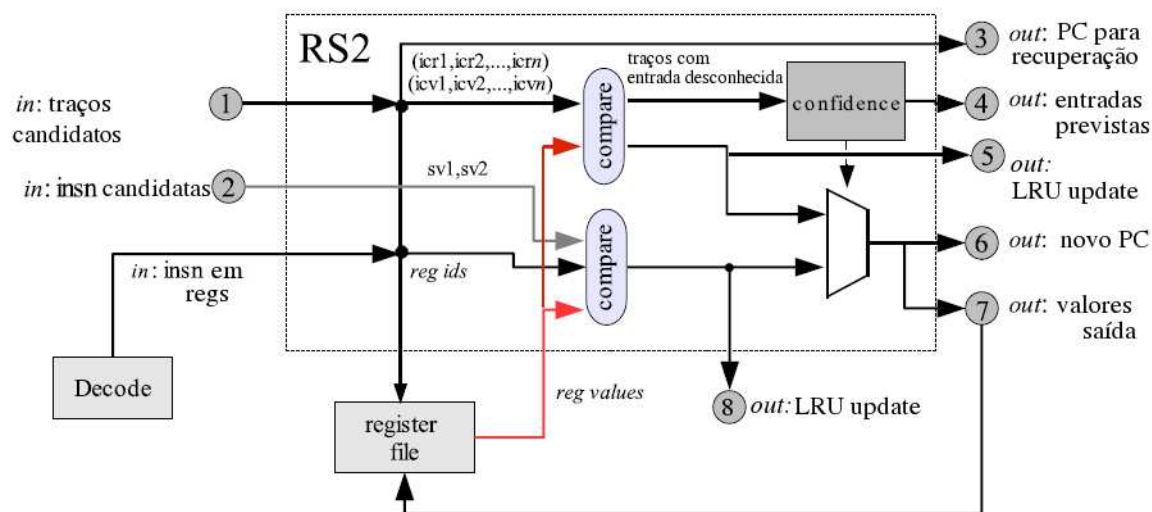 RS2
(icr1,icr2,...,icrn)
(icv1,icv2,...,icvn)
traços com
entrada desconhecida
compare
confidence
3
out: PC para
recuperação
in: traços
candidatos
1
4
out: entradas
previstas
5
out:
LRU update
in: insn candidatas
2
sv1,sv2
compare
6
out: novo PC
in: insn em
regs
reg ids
7
out: valores
saída
Decode
reg values
8
out: LRU update
register
file